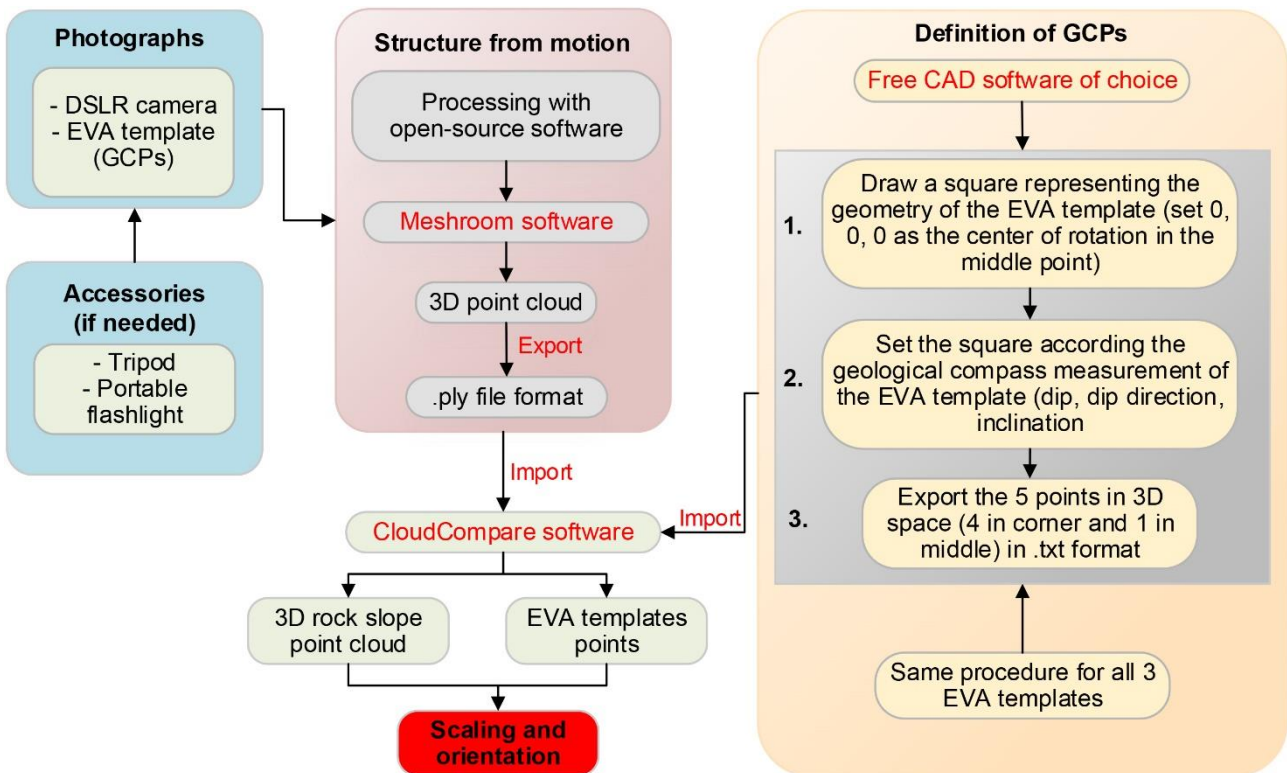 Photographs
- DSLR camera
- EVA template
(GCPs)
Accessories
(if needed)
- Tripod
- Portable
flashlight
Structure from motion
Processing with
open-source software
Meshroom software
3D point cloud
Export
.ply file format
Import
CloudCompare software
Import
3D rock slope
point cloud
EVA templates
points
Scaling and
orientation
Definition of GCPs
Free CAD software of choice
1.
Draw a square representing the
geometry of the EVA template (set 0,
0, 0 as the center of rotation in the
middle point)
2.
Set the square according the
geological compass measurement of
the EVA template (dip, dip direction,
inclination
3.
Export the 5 points in 3D
space (4 in corner and 1 in
middle) in .txt format
Same procedure for all 3
EVA templates